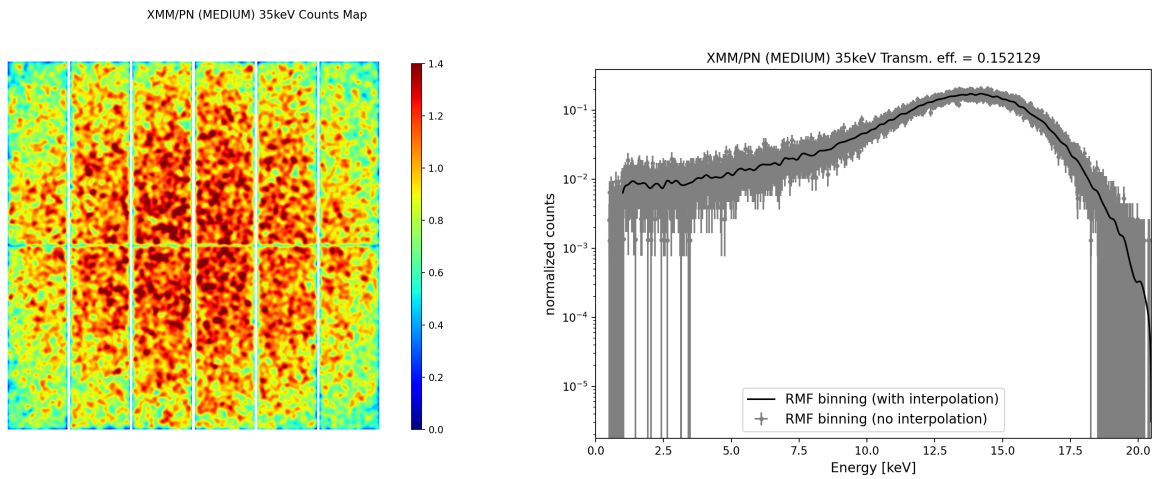 XMM/PN (MEDIUM) 35keV Counts Map
1.4
1.2
1.0
0.8
0.6
0.4
0.2
0.0
XMM/PN (MEDIUM) 35keV Transm. eff. = 0.152129
normalized counts
10⁻¹
10⁻²
10⁻³
10⁻⁴
10⁻⁵
RMF binning (with interpolation)
RMF binning (no interpolation)
0.0 2.5 5.0 7.5 10.0 12.5 15.0 17.5 20.0
Energy [keV]